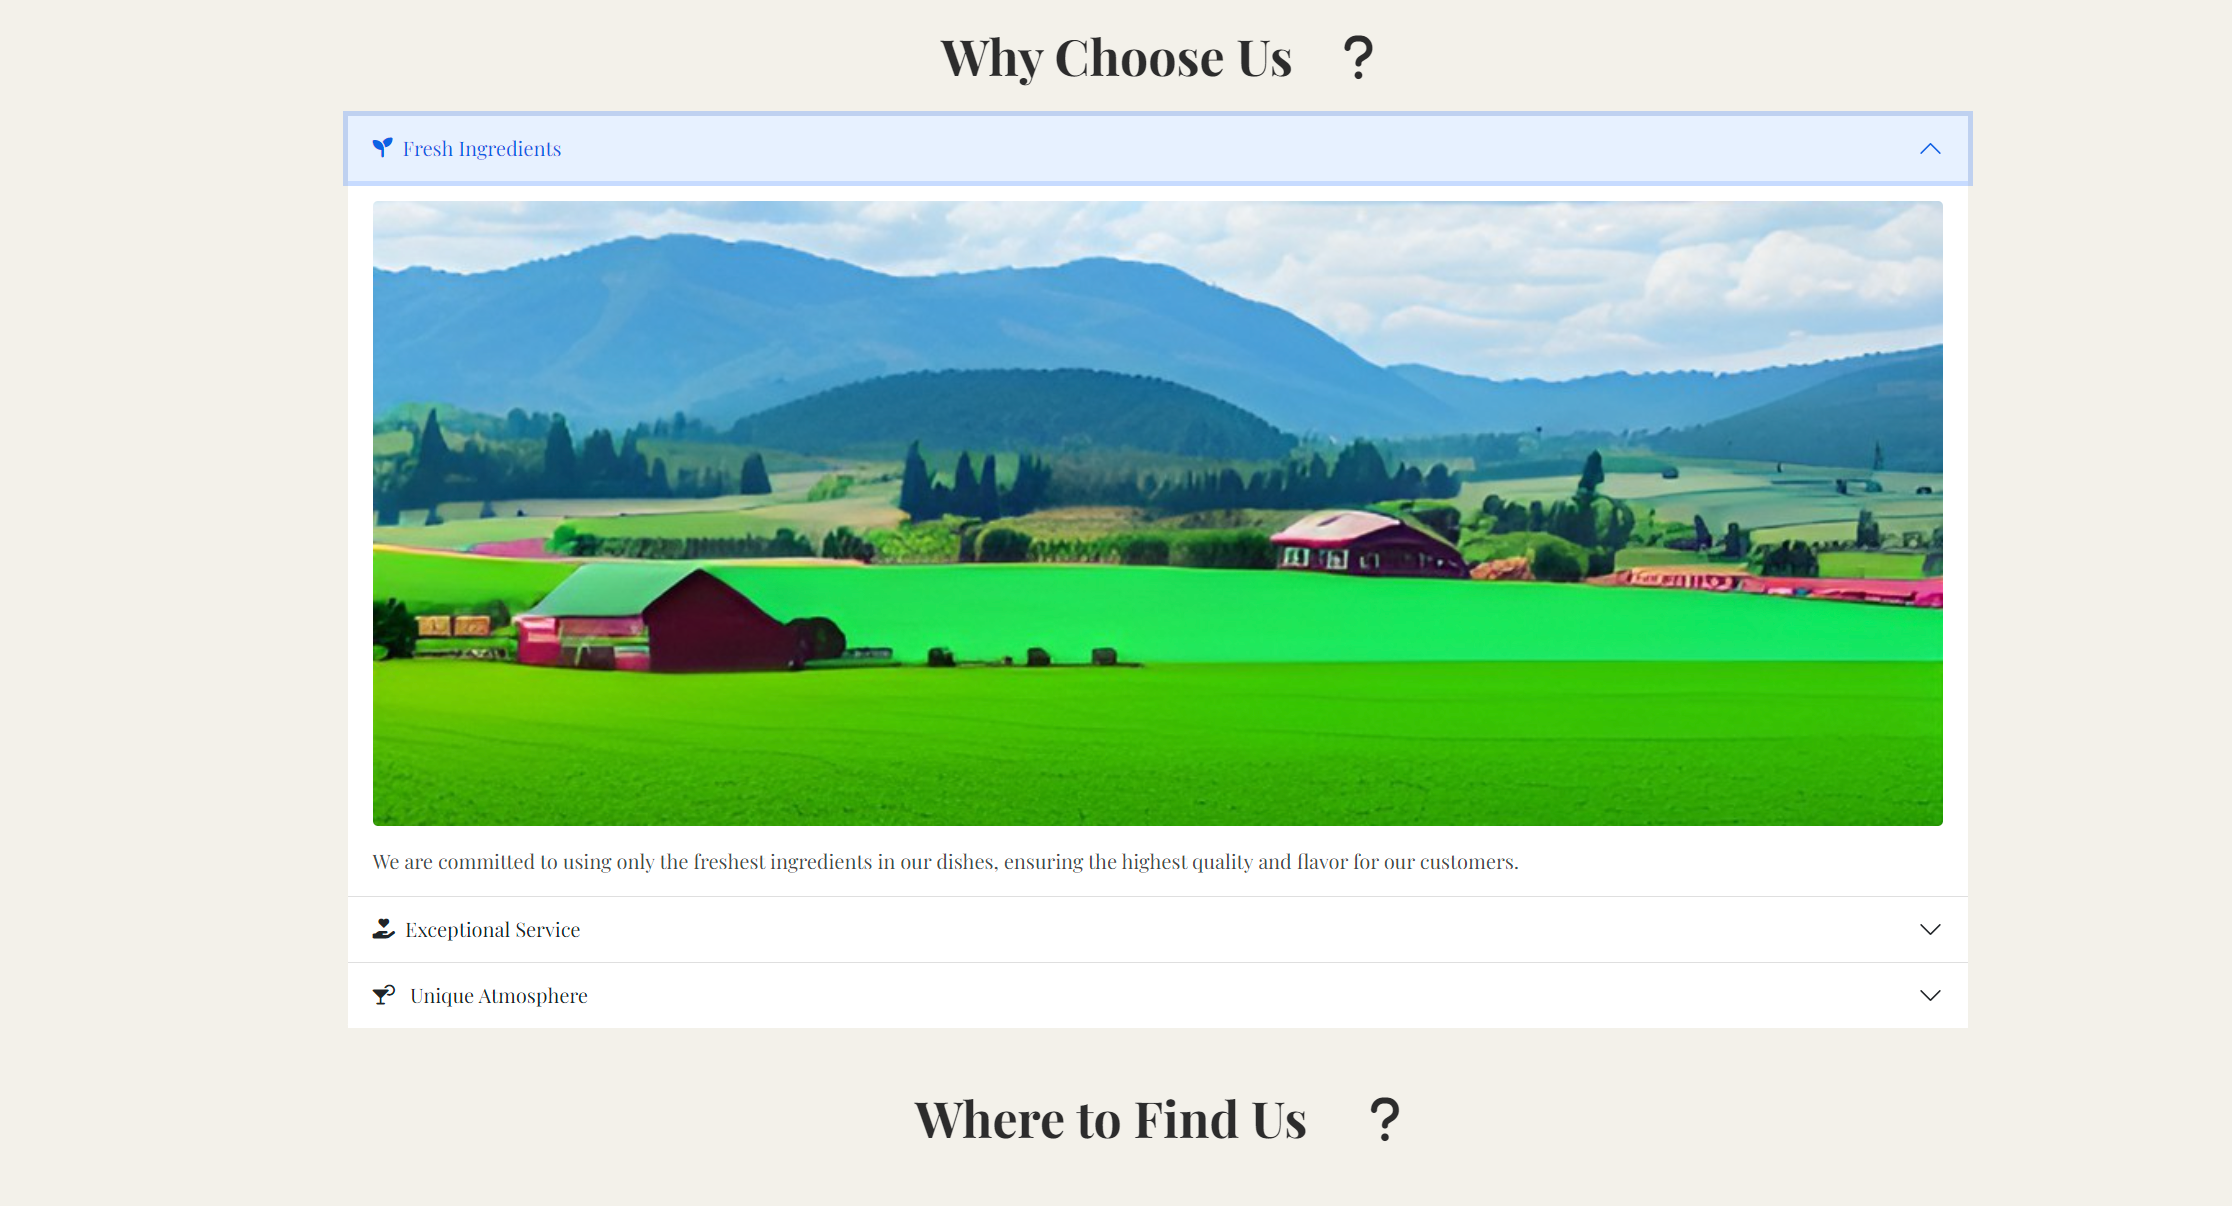 Why Choose Us ?
Fresh Ingredients
We are committed to using only the freshest ingredients in our dishes, ensuring the highest quality and flavor for our customers.
Exceptional Service
Unique Atmosphere
Where to Find Us ?